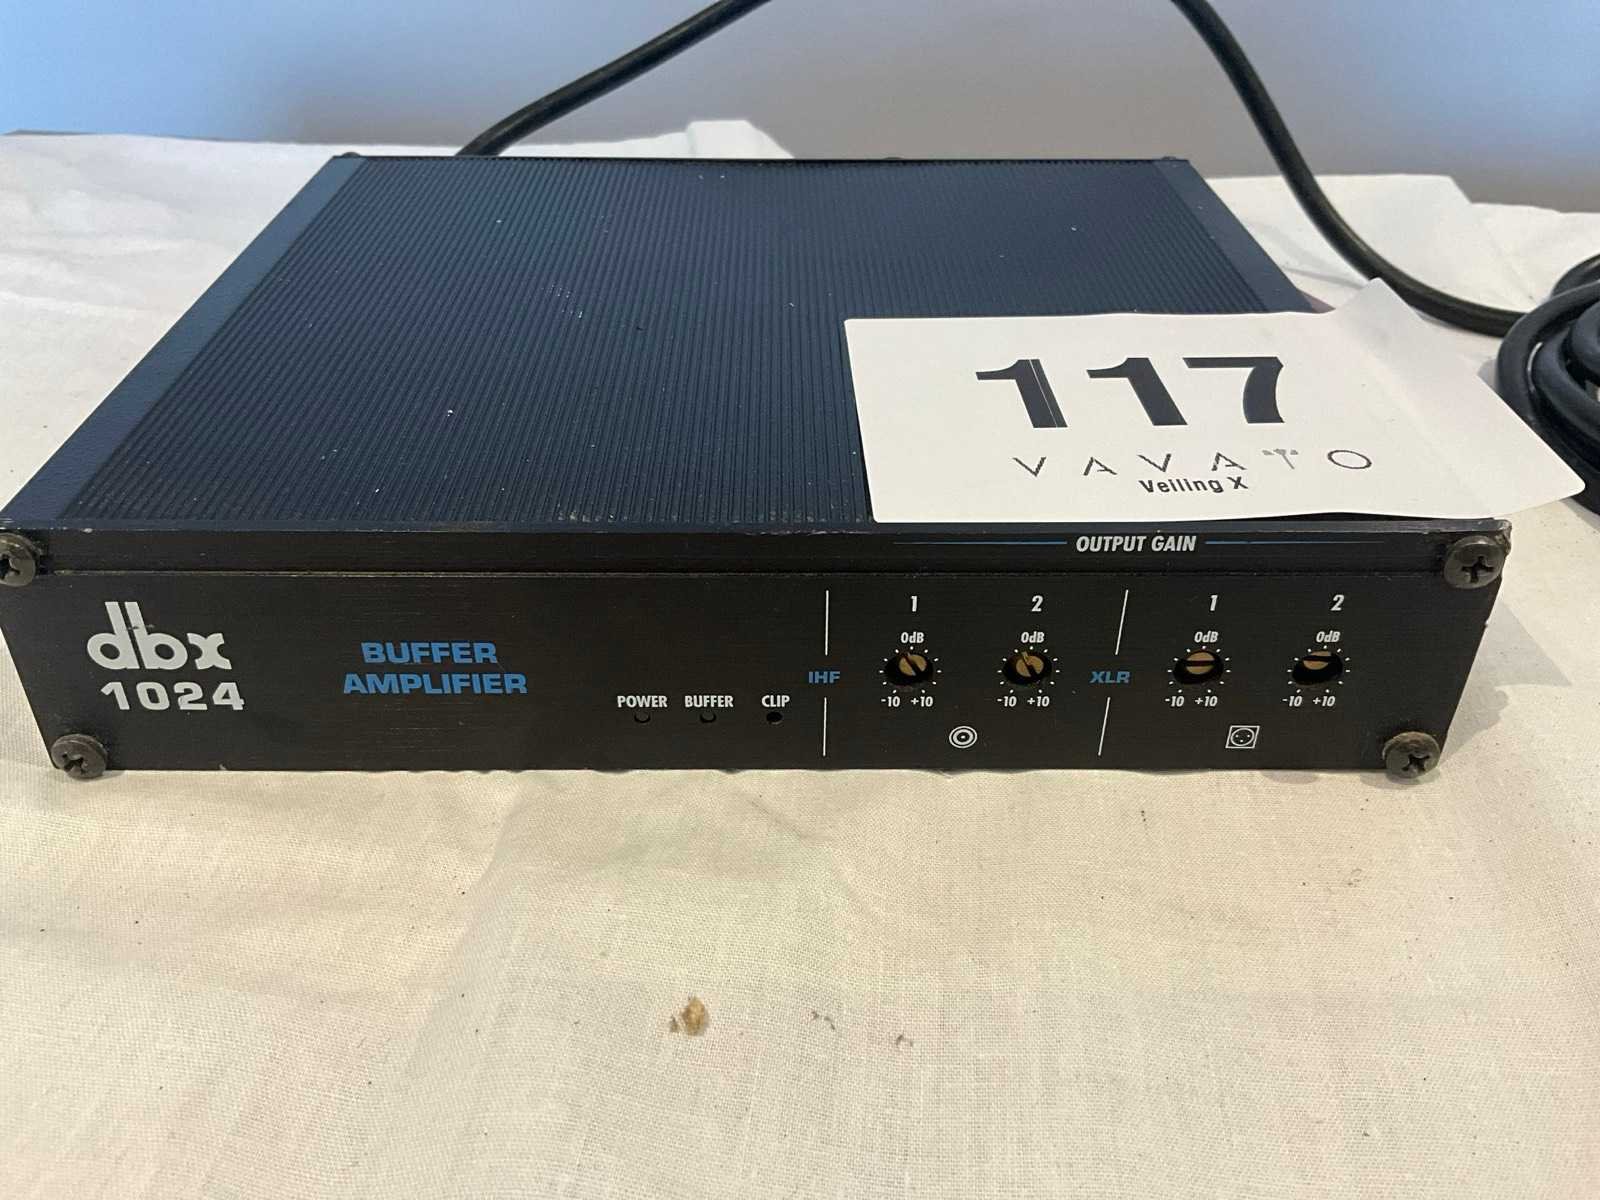 117
VAVATO
Veiling X
OUTPUT GAIN
dbx
1024
BUFFER
AMPLIFIER
POWER BUFFER CLIP
IHF
1 2
0dB 0dB
-10 +10 -10 +10
XLR
1 2
0dB 0dB
-10 +10 -10 +10